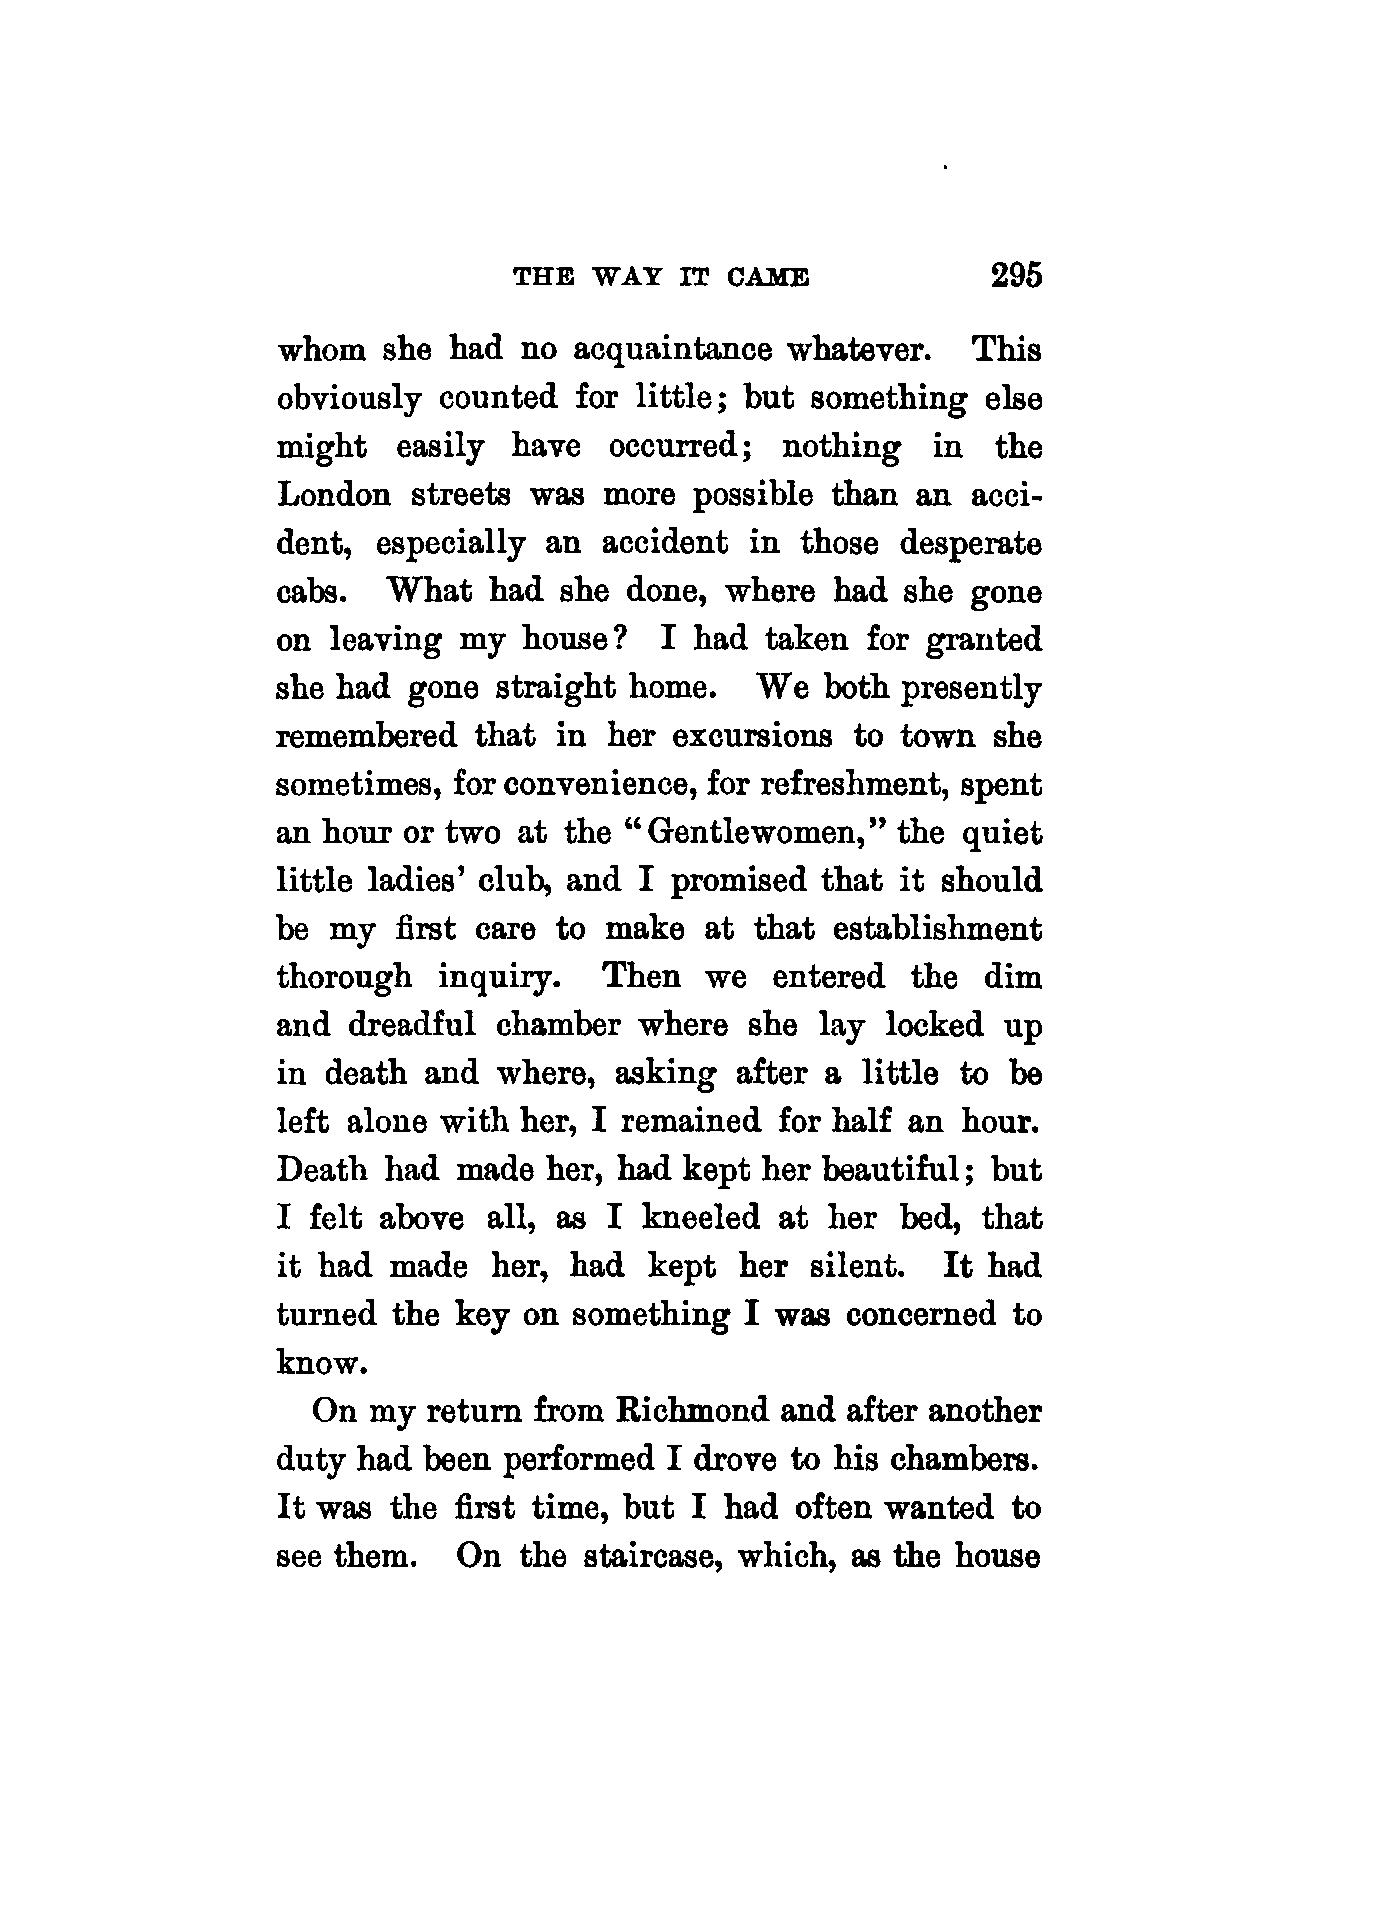 THE WAY IT CAME 295
whom she had no acquaintance whatever. This
obviously counted for little; but something else
might easily have occurred; nothing in the
London streets was more possible than an acci-
dent, especially an accident in those desperate
cabs. What had she done, where had she gone
on leaving my house? I had taken for granted
she had gone straight home. We both presently
remembered that in her excursions to town she
sometimes, for convenience, for refreshment, spent
an hour or two at the “Gentlewomen,” the quiet
little ladies’ club, and I promised that it should
be my first care to make at that establishment
thorough inquiry. Then we entered the dim
and dreadful chamber where she lay locked up
in death and where, asking after a little to be
left alone with her, I remained for half an hour.
Death had made her, had kept her beautiful; but
I felt above all, as I kneeled at her bed, that
it had made her, had kept her silent. It had
turned the key on something I was concerned to
know.
On my return from Richmond and after another
duty had been performed I drove to his chambers.
It was the first time, but I had often wanted to
see them. On the staircase, which, as the house